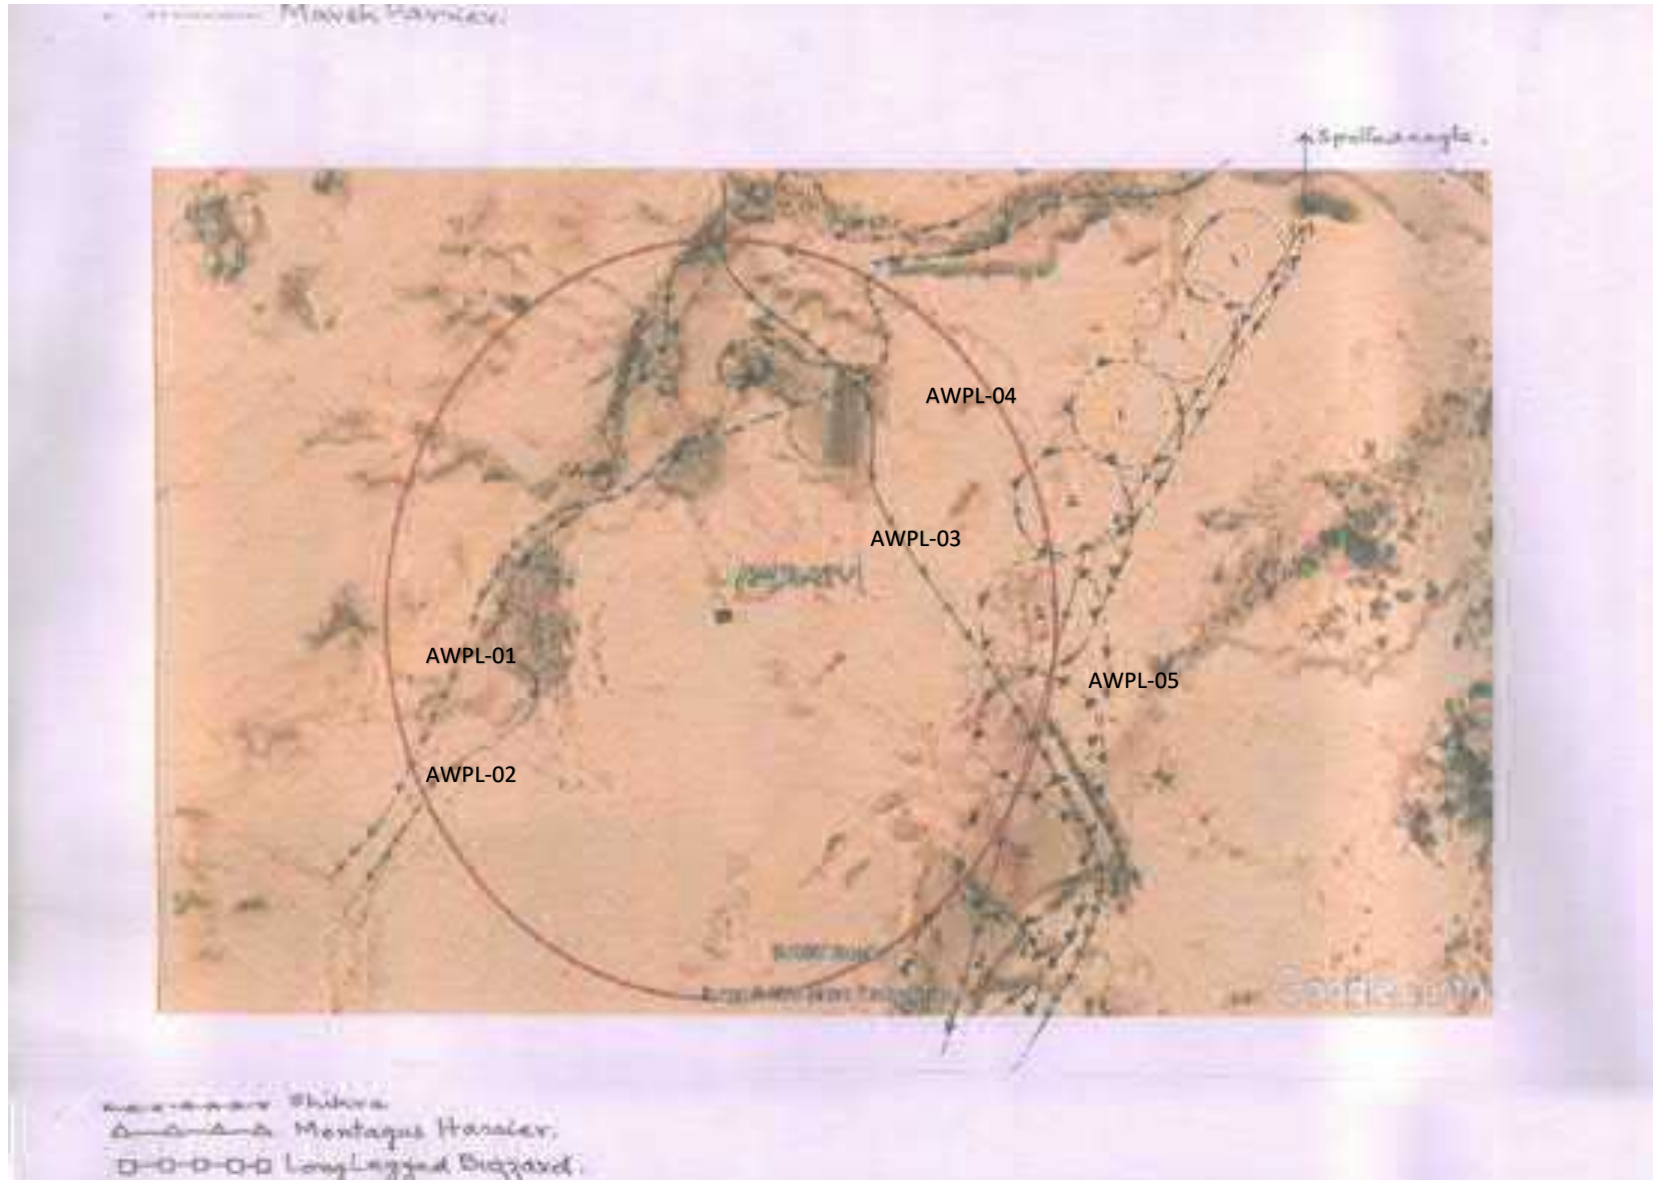 Marsh Harrier.
Spotted eagle.
AWPL-04
AWPL-03
AWPL-01
AWPL-05
AWPL-02
Google
Shikra
Montagus Harrier.
Long Legged Buzzard.